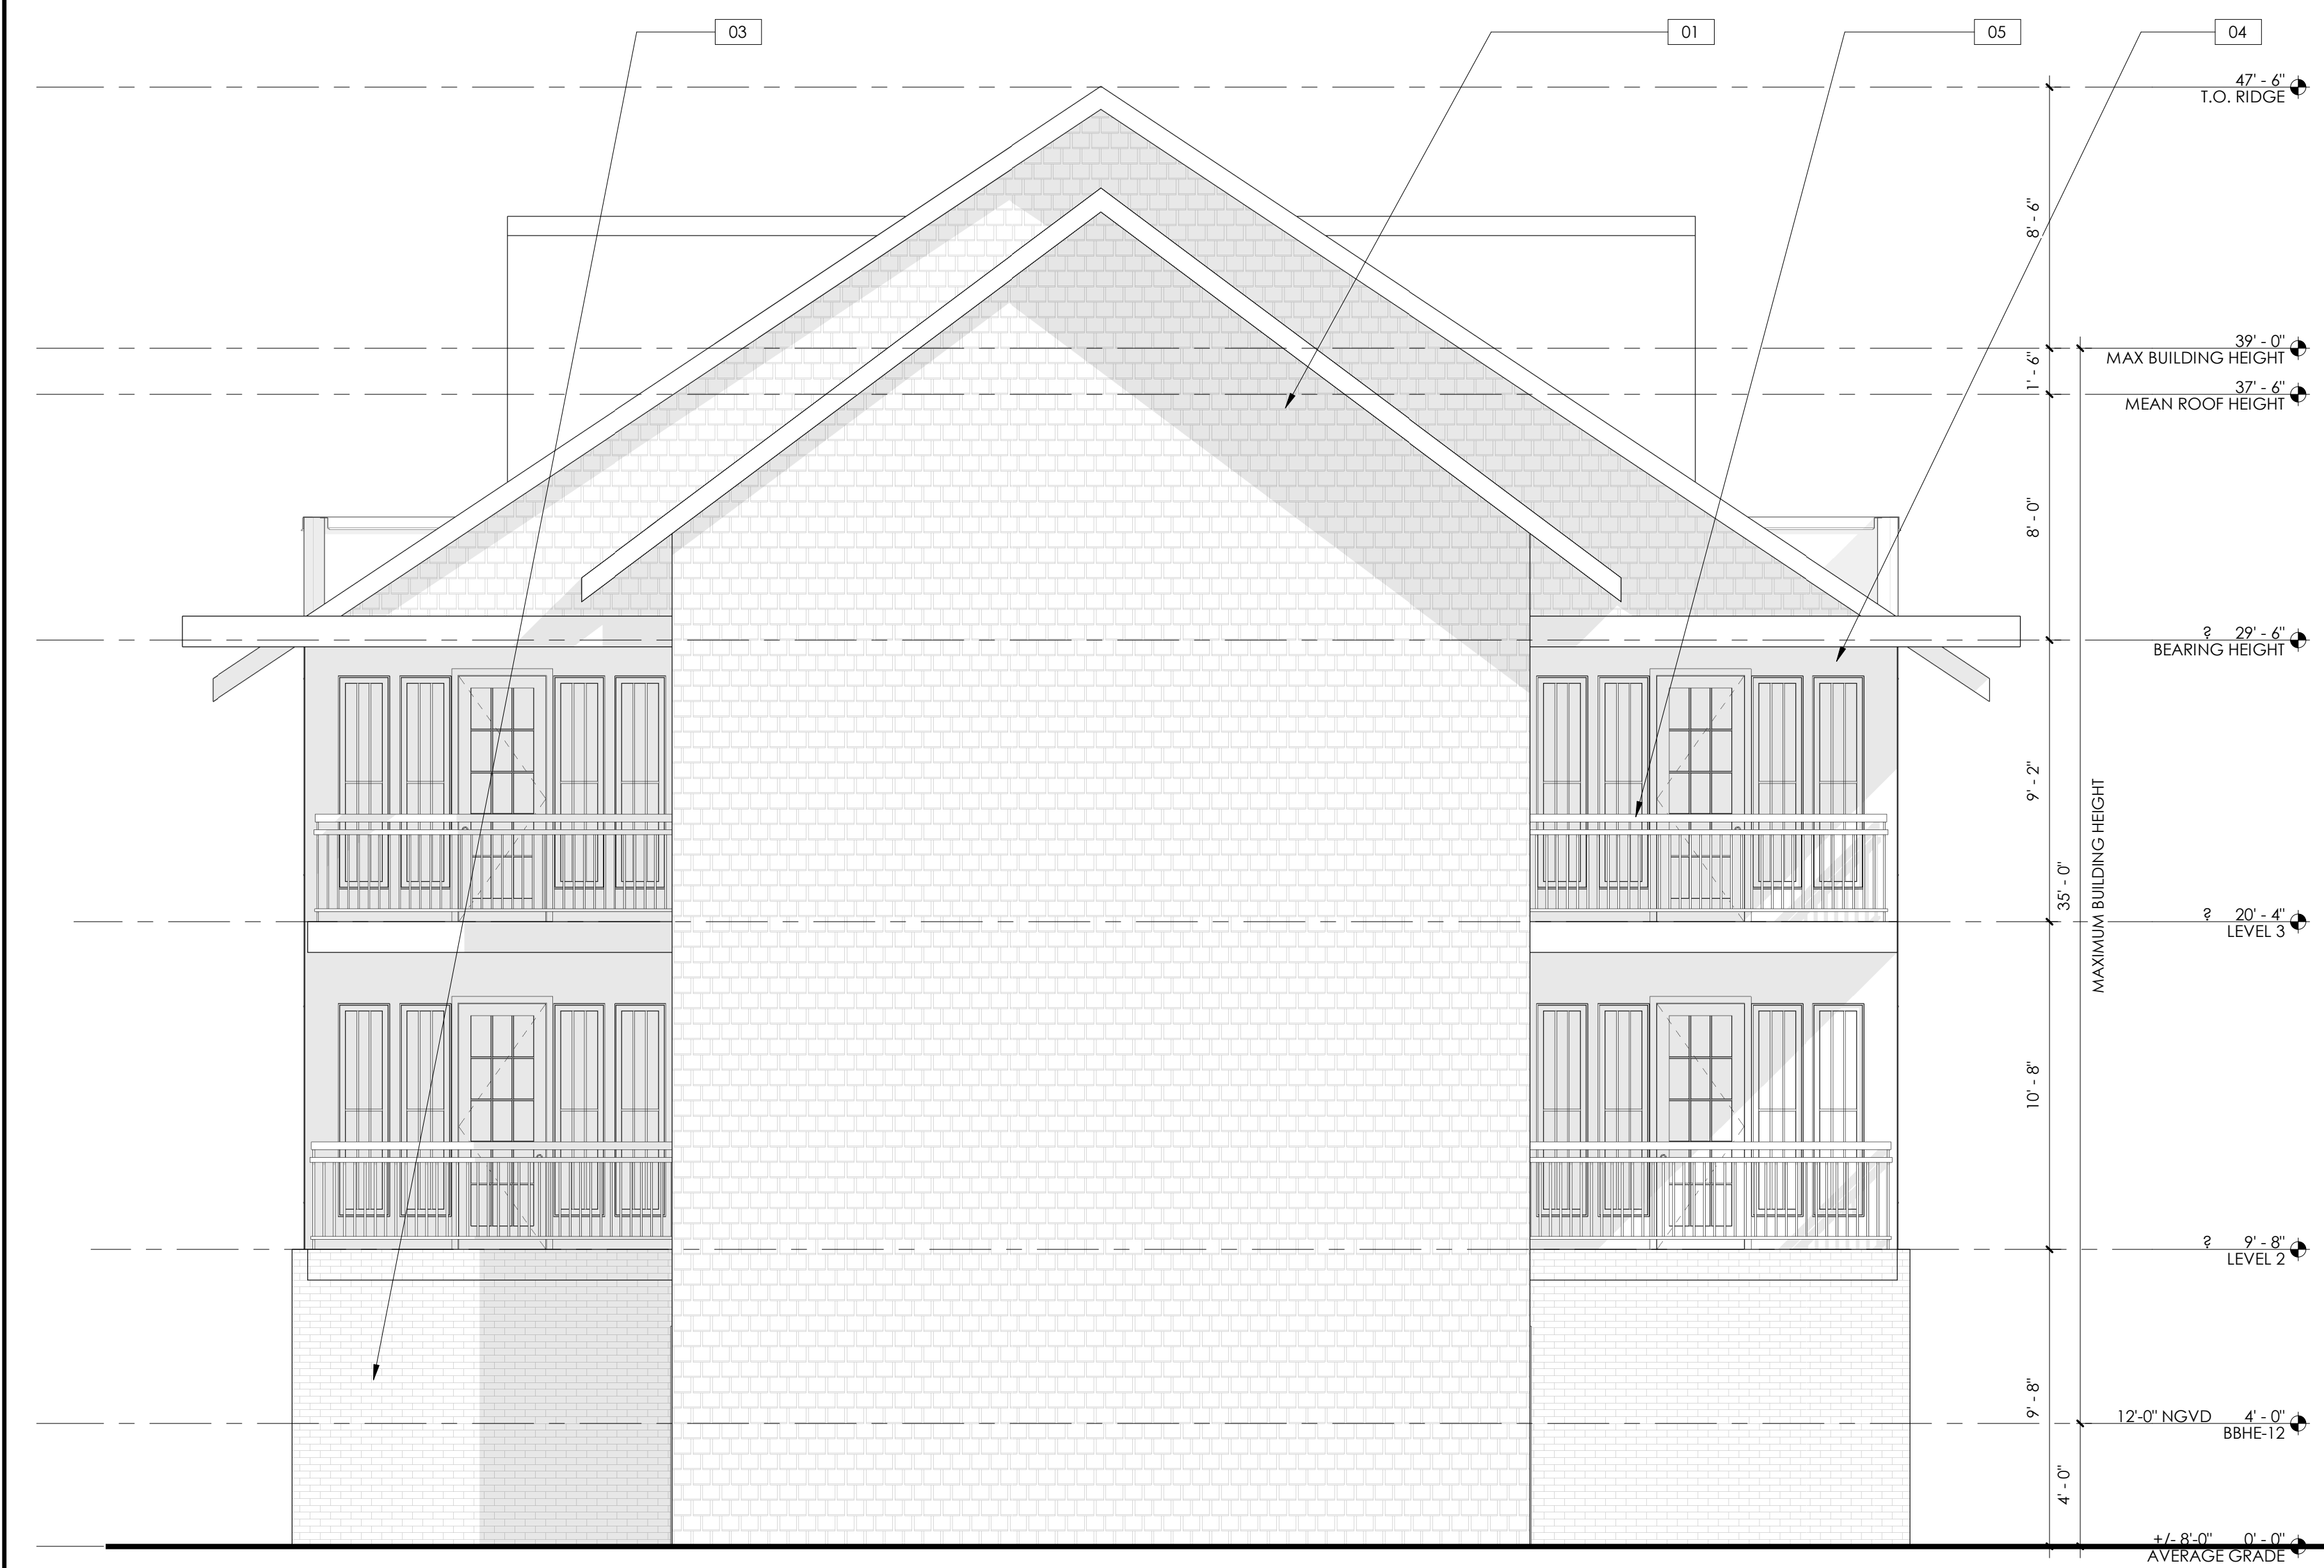 03
01
05
04
47' - 6"
T.O. RIDGE
8' - 6"
39' - 0"
MAX BUILDING HEIGHT
1' - 6"
37' - 6"
MEAN ROOF HEIGHT
8' - 0"
? 29' - 6"
BEARING HEIGHT
9' - 2"
35' - 0"
MAXIMUM BUILDING HEIGHT
? 20' - 4"
LEVEL 3
10' - 8"
? 9' - 8"
LEVEL 2
9' - 8"
12'-0" NGVD 4' - 0"
BBHE-12
4' - 0"
+/- 8'-0" 0' - 0"
AVERAGE GRADE